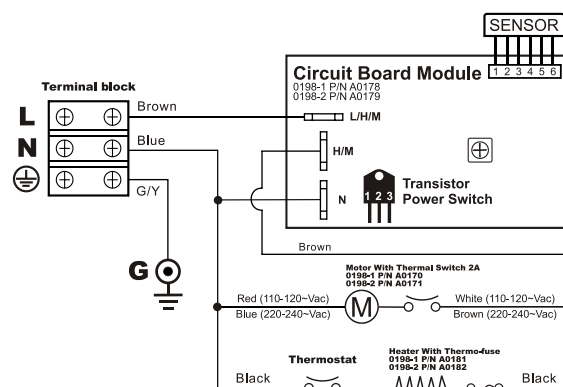 SENSOR
1 2 3 4 5 6
Circuit Board Module
0198-1 P/N A0178
0198-2 P/N A0179
Terminal block
L
Brown
L/H/M
N
Blue
H/M
G/Y
N
1 2 3
Transistor
Power Switch
Brown
G
Motor With Thermal Switch 2A
0198-1 P/N A0170
0198-2 P/N A0171
Red (110-120~Vac)
M
White (110-120~Vac)
Blue (220-240~Vac)
Brown (220-240~Vac)
Thermostat
Heater With Thermo-fuse
0198-1 P/N A0181
0198-2 P/N A0182
Black
Black